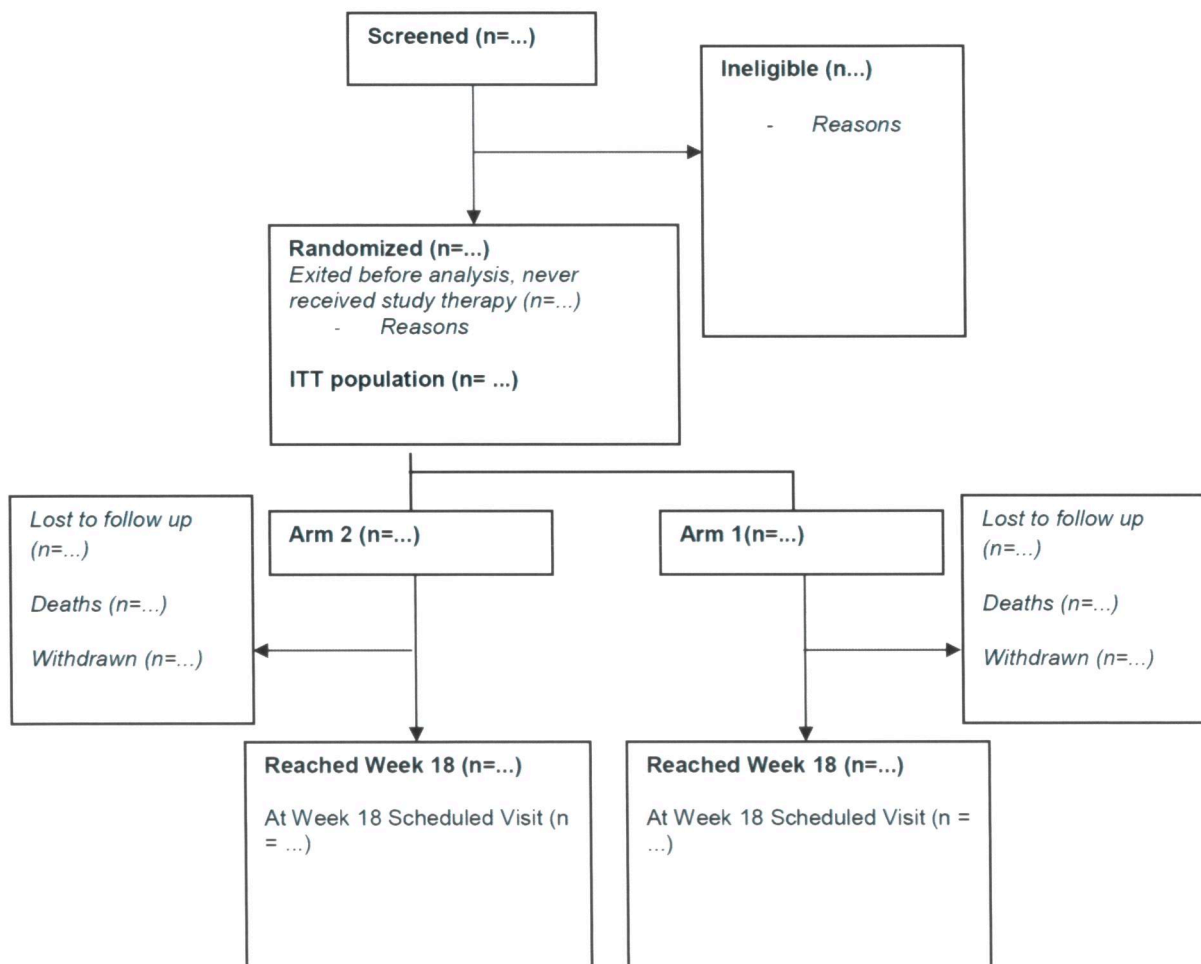 Screened (n=...)
Ineligible (n...)
- Reasons
Randomized (n=...)
Exited before analysis, never
received study therapy (n=...)
- Reasons
ITT population (n= ...)
Lost to follow up
(n=...)
Deaths (n=...)
Withdrawn (n=...)
Arm 2 (n=...)
Arm 1(n=...)
Lost to follow up
(n=...)
Deaths (n=...)
Withdrawn (n=...)
Reached Week 18 (n=...)
At Week 18 Scheduled Visit (n
= ...)
Reached Week 18 (n=...)
At Week 18 Scheduled Visit (n =
...)